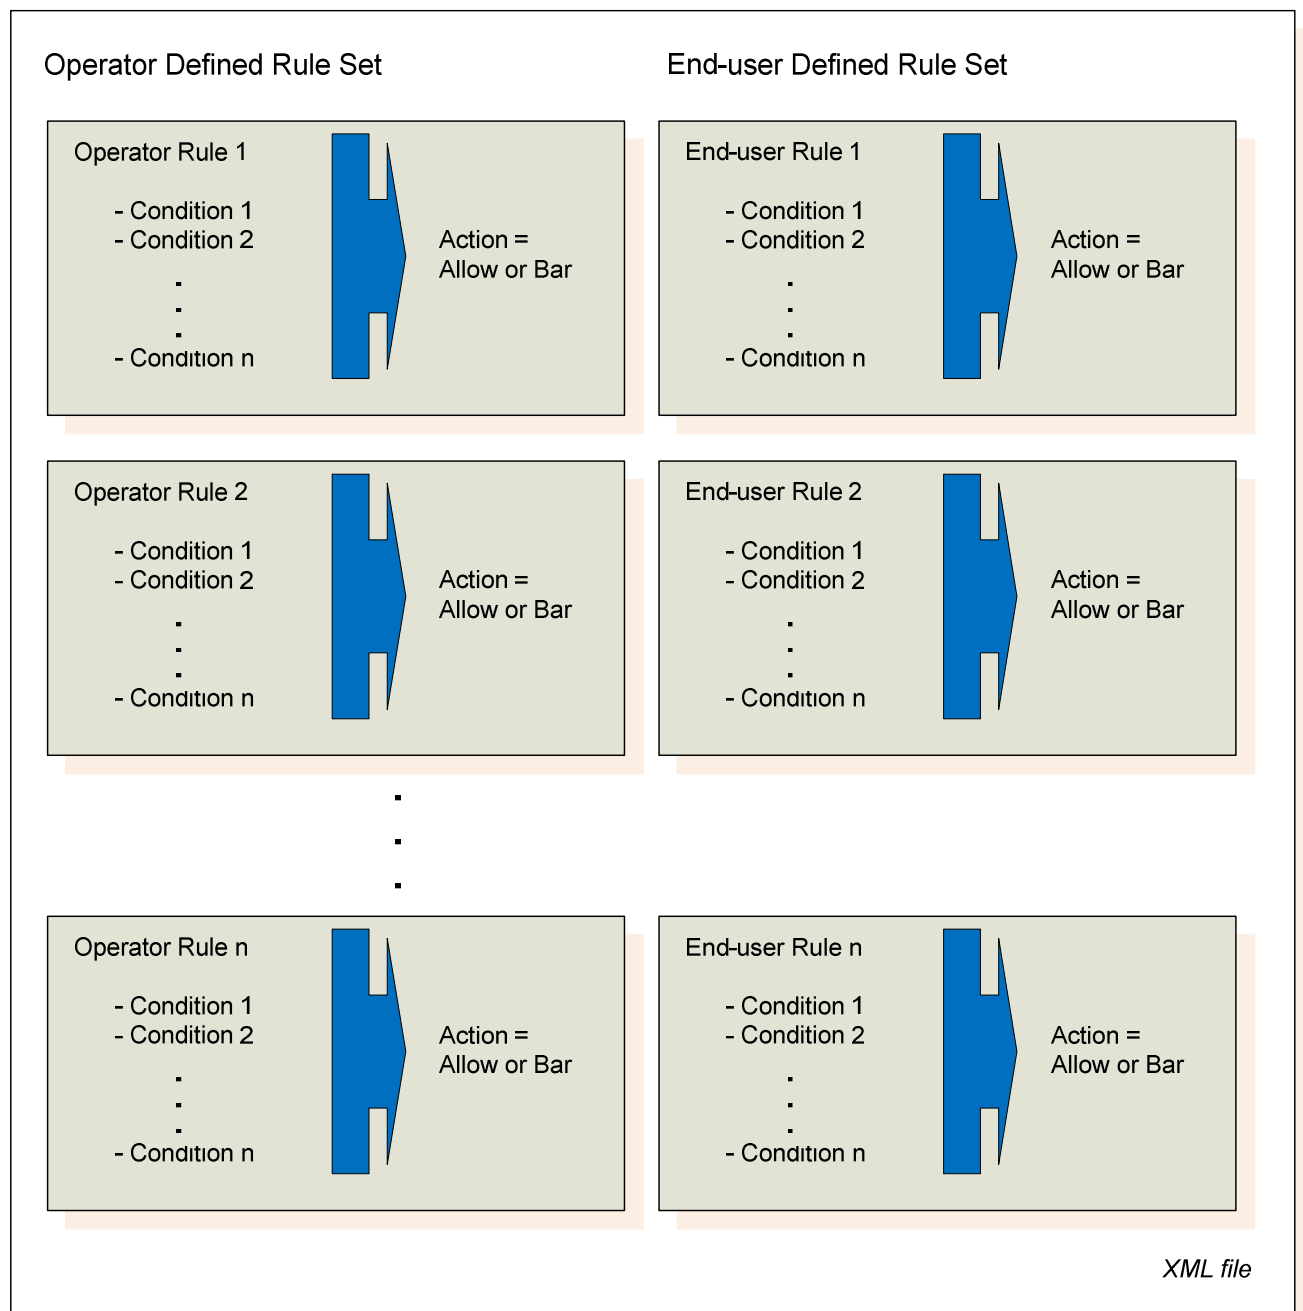 Operator Defined Rule Set
End-user Defined Rule Set
Operator Rule 1
- Condition 1
- Condition 2
.
.
.
- Condition n
Action =
Allow or Bar
End-user Rule 1
- Condition 1
- Condition 2
.
.
.
- Condition n
Action =
Allow or Bar
Operator Rule 2
- Condition 1
- Condition 2
.
.
.
- Condition n
Action =
Allow or Bar
End-user Rule 2
- Condition 1
- Condition 2
.
.
.
- Condition n
Action =
Allow or Bar
.
.
.
Operator Rule n
- Condition 1
- Condition 2
.
.
.
- Condition n
Action =
Allow or Bar
End-user Rule n
- Condition 1
- Condition 2
.
.
.
- Condition n
Action =
Allow or Bar
XML file